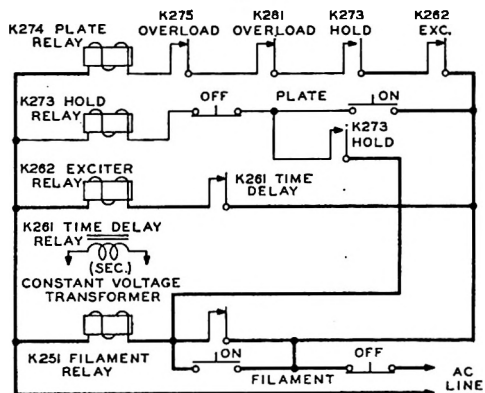 K274 PLATE RELAY
K275 OVERLOAD
K281 OVERLOAD
K273 HOLD
K262 EXC.
K273 HOLD RELAY
OFF
PLATE
ON
K273 HOLD
K262 EXCITER RELAY
K261 TIME DELAY
K261 TIME DELAY RELAY
(SEC.)
CONSTANT VOLTAGE TRANSFORMER
K251 FILAMENT RELAY
ON
FILAMENT
OFF
AC LINE